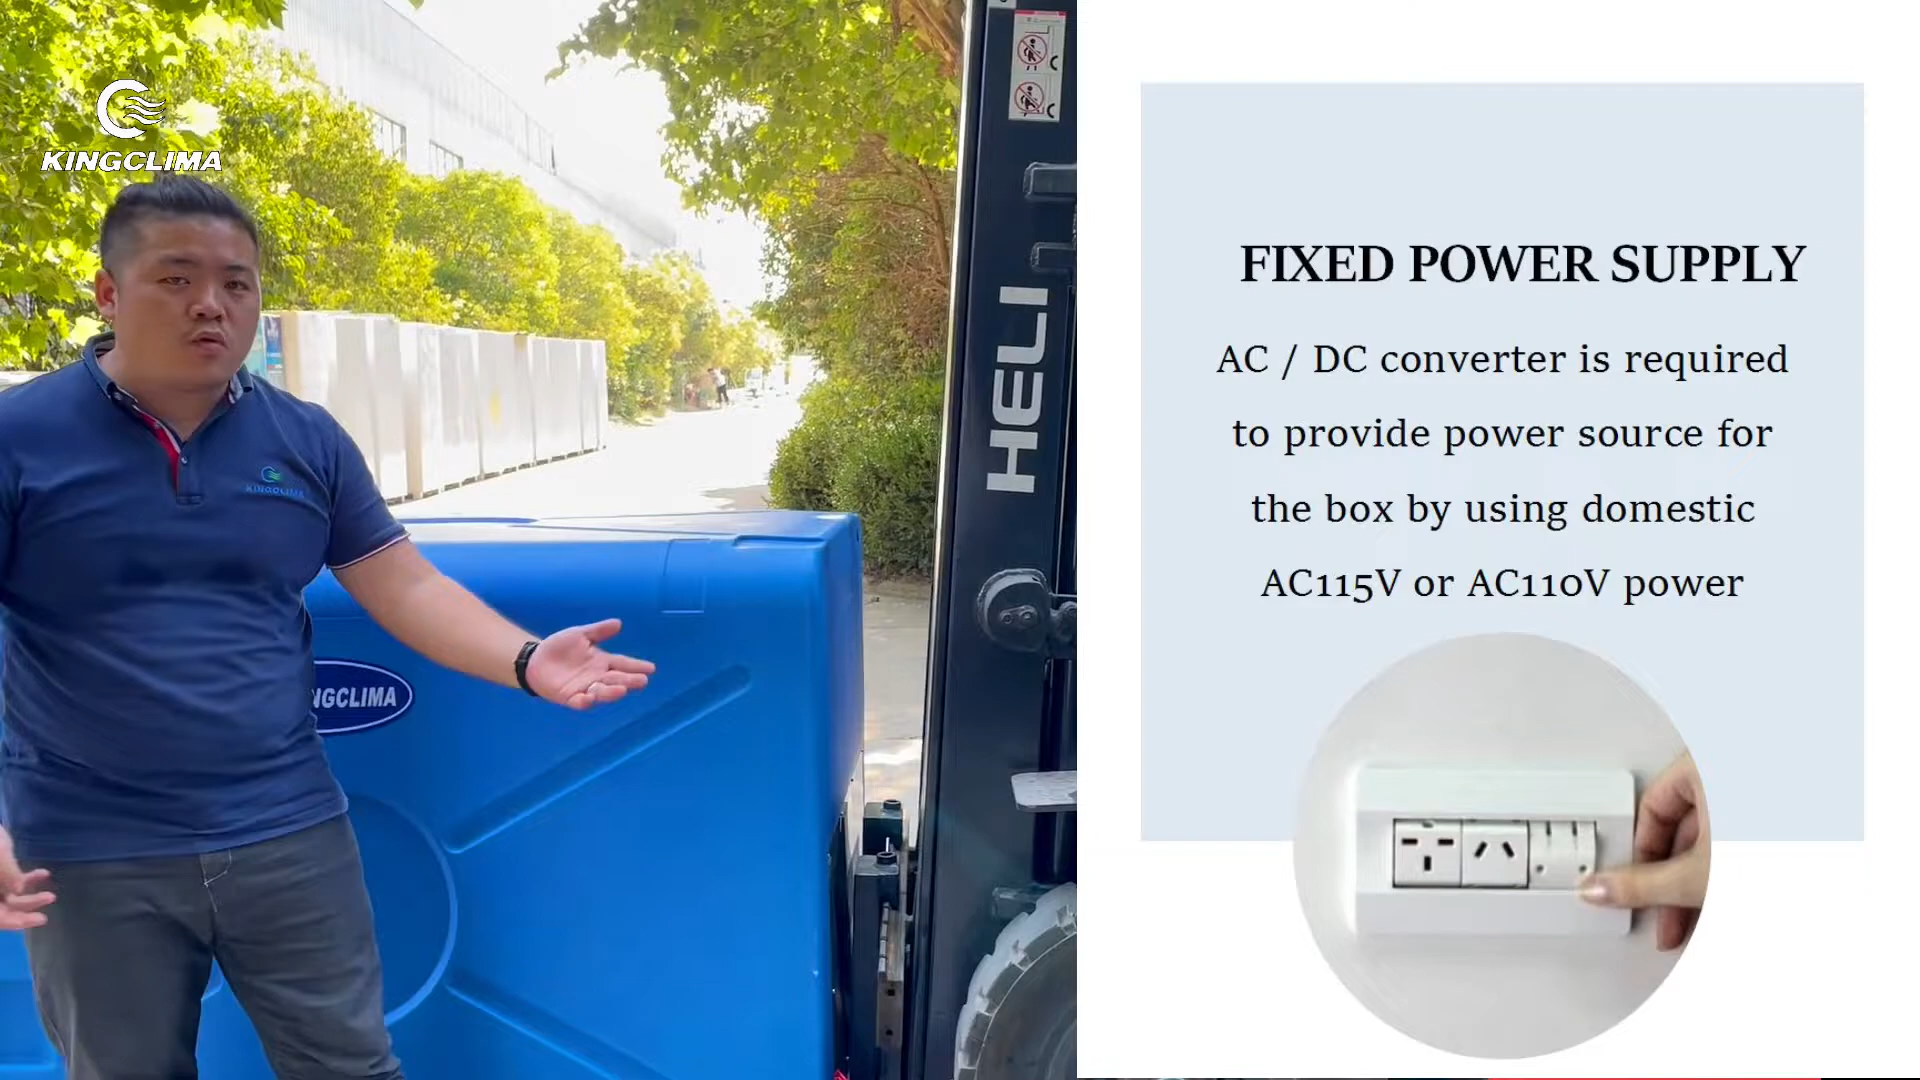 KINGCLIMA
KINGCLIMA
NGCLIMA
HELI
FIXED POWER SUPPLY
AC / DC converter is required
to provide power source for
the box by using domestic
AC115V or AC110V power